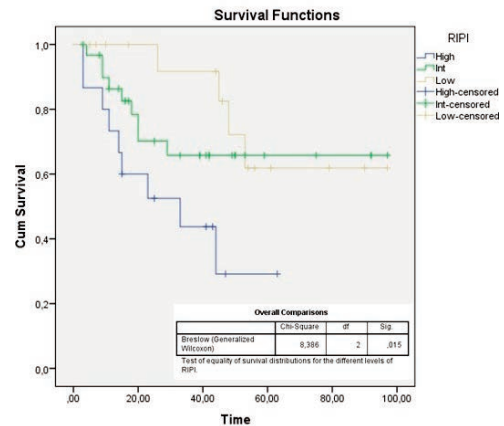 Survival Functions
RIPI
High
Int
Low
High-censored
Int-censored
Low-censored
Cum Survival
1,0
0,8
0,6
0,4
0,2
0,0
Overall Comparisons
Chi-Square df Sig.
Breslow (Generalized
Wilcoxon) 8,386 2 ,015
Test of equality of survival distributions for the different levels of
RIPI.
,00 20,00 40,00 60,00 80,00 100,00
Time